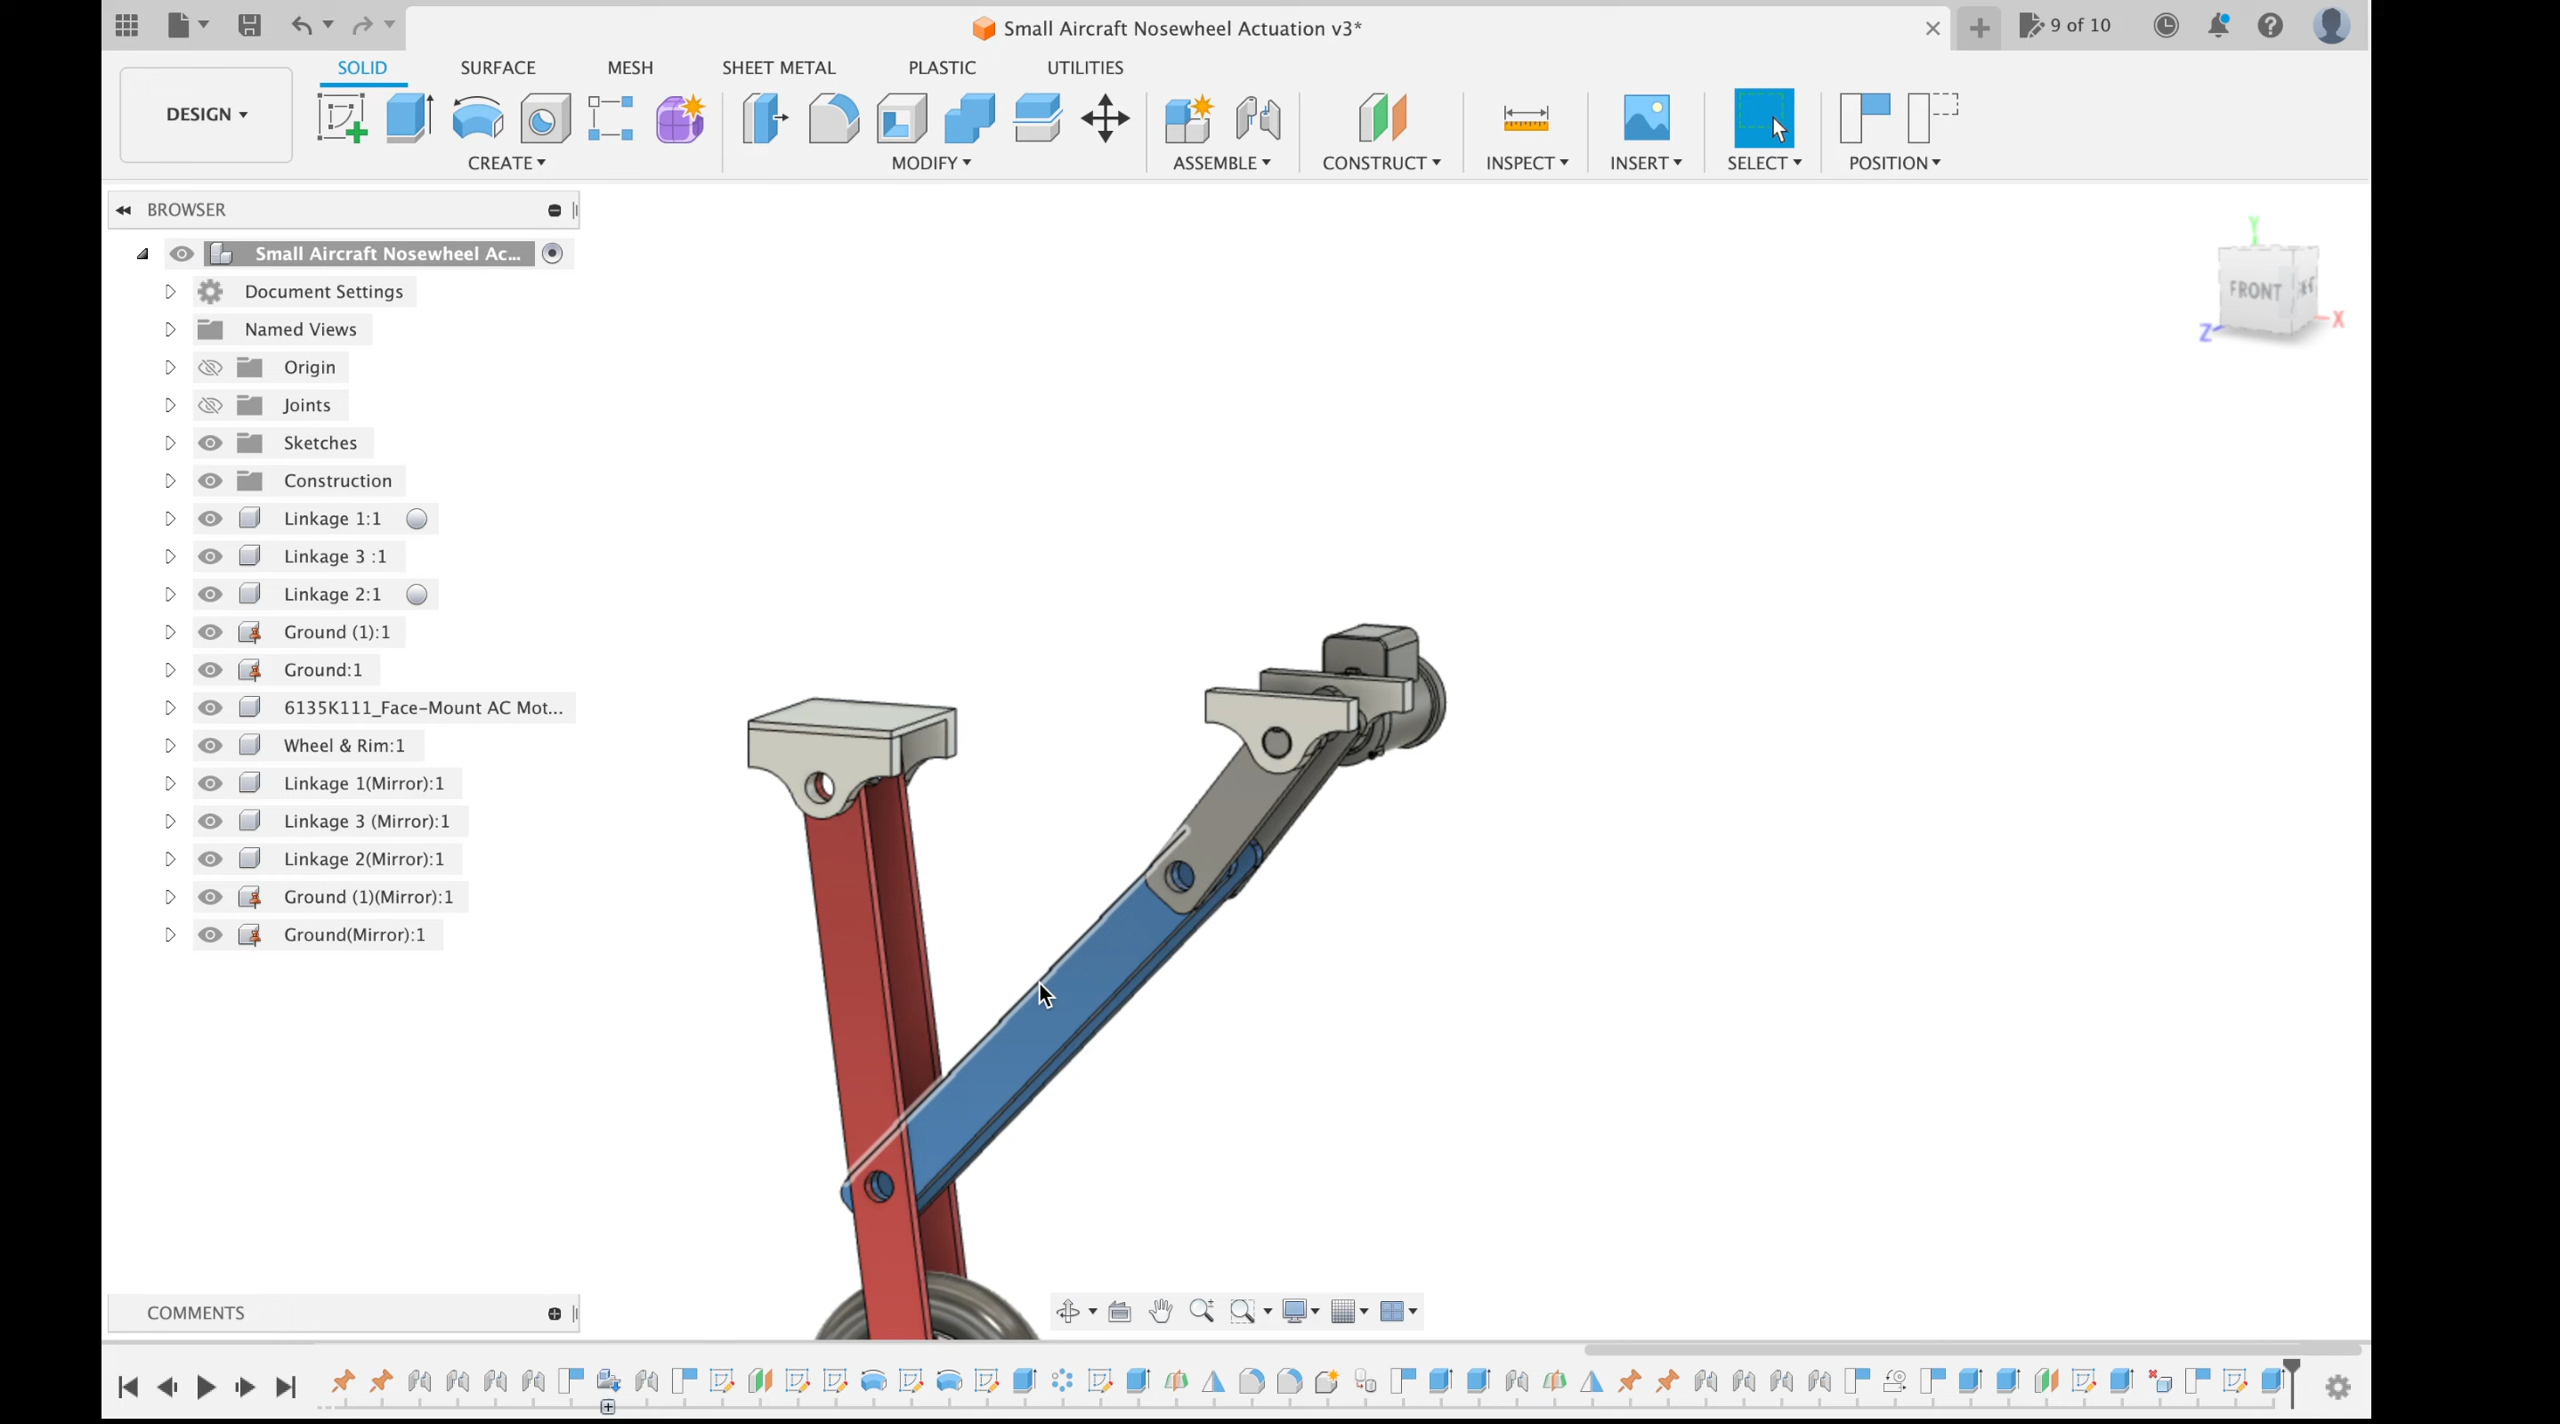 Small Aircraft Nosewheel Actuation v3*
9 of 10
SOLID
SURFACE
MESH
SHEET METAL
PLASTIC
UTILITIES
DESIGN
CREATE
MODIFY
ASSEMBLE
CONSTRUCT
INSPECT
INSERT
SELECT
POSITION
BROWSER
Small Aircraft Nosewheel Ac...
Document Settings
Named Views
Origin
Joints
Sketches
Construction
Linkage 1:1
Linkage 3 :1
Linkage 2:1
Ground (1):1
Ground:1
6135K111_Face-Mount AC Mot...
Wheel & Rim:1
Linkage 1(Mirror):1
Linkage 3 (Mirror):1
Linkage 2(Mirror):1
Ground (1)(Mirror):1
Ground(Mirror):1
Y
FRONT
Z
X
COMMENTS